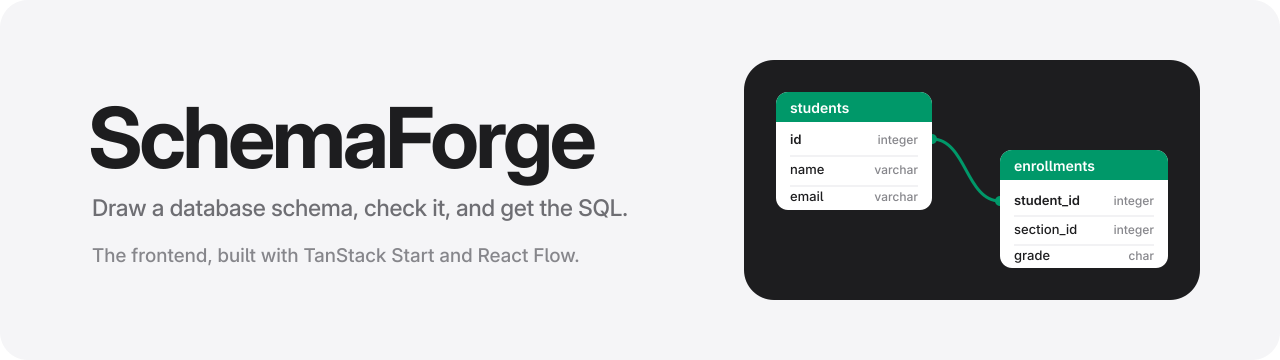 SchemaForge
Draw a database schema, check it, and get the SQL.
The frontend, built with TanStack Start and React Flow.
students
id integer
name varchar
email varchar
enrollments
student_id integer
section_id integer
grade char